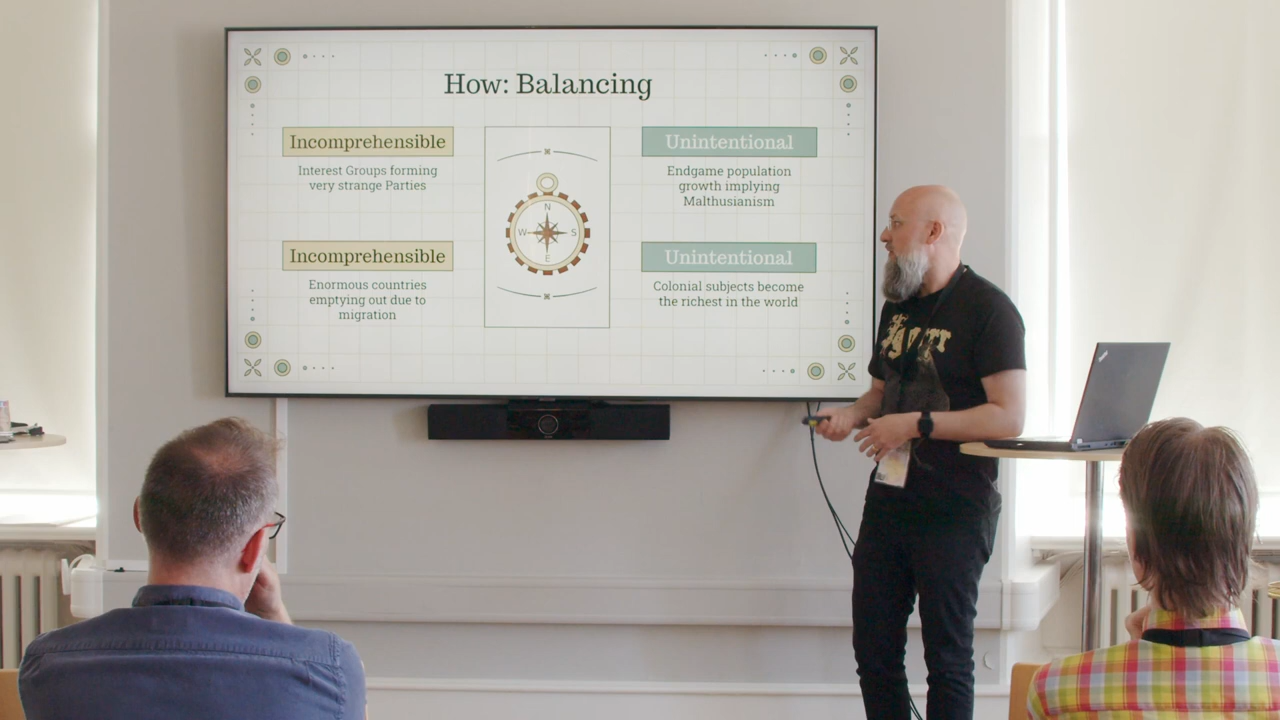 How: Balancing
Incomprehensible
Interest Groups forming
very strange Parties
Unintentional
Endgame population
growth implying
Malthusianism
N
W
S
E
Incomprehensible
Enormous countries
emptying out due to
migration
Unintentional
Colonial subjects become
the richest in the world